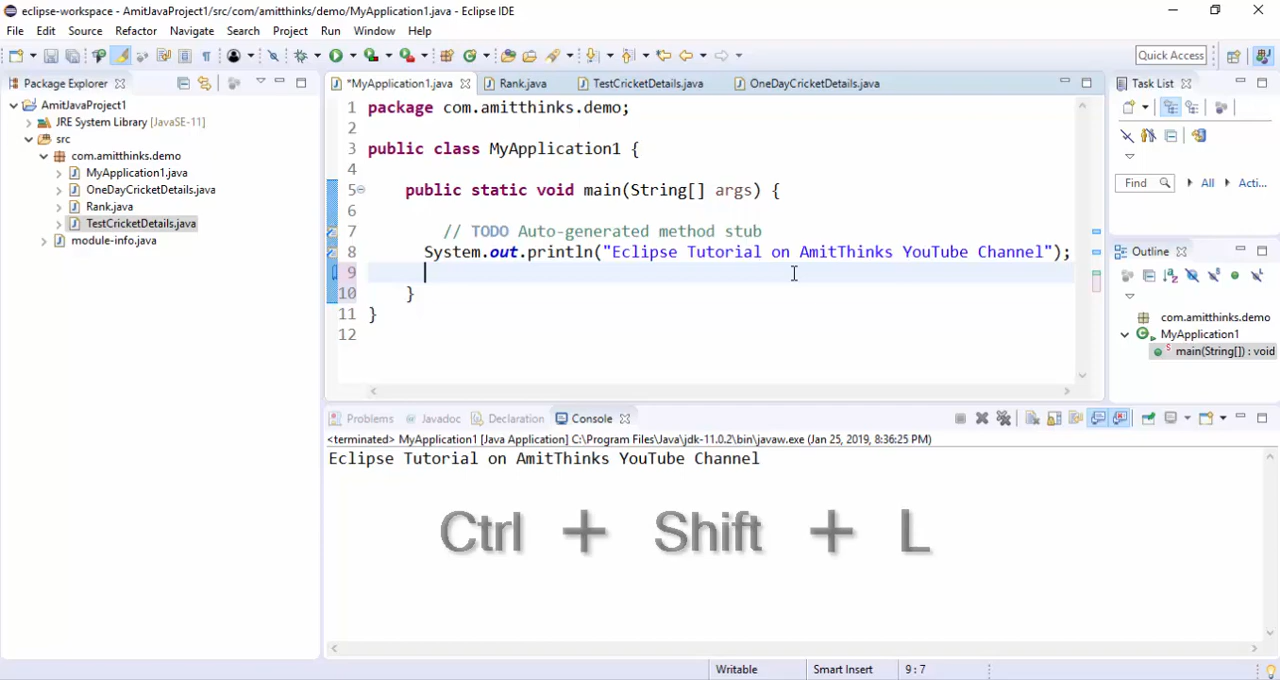 eclipse-workspace - AmitJavaProject1/src/com/amitthinks/demo/MyApplication1.java - Eclipse IDE
File Edit Source Refactor Navigate Search Project Run Window Help
Quick Access
Package Explorer
AmitJavaProject1
JRE System Library [JavaSE-11]
src
com.amitthinks.demo
MyApplication1.java
OneDayCricketDetails.java
Rank.java
TestCricketDetails.java
module-info.java
*MyApplication1.java Rank.java TestCricketDetails.java OneDayCricketDetails.java
1 package com.amitthinks.demo;
2
3 public class MyApplication1 {
4
5 public static void main(String[] args) {
6
7 // TODO Auto-generated method stub
8 System.out.println("Eclipse Tutorial on AmitThinks YouTube Channel");
9
10 }
11 }
12
Task List
Find All Acti...
Outline
com.amitthinks.demo
MyApplication1
main(String[]) : void
Problems Javadoc Declaration Console
<terminated> MyApplication1 [Java Application] C:\Program Files\Java\jdk-11.0.2\bin\javaw.exe (Jan 25, 2019, 8:36:25 PM)
Eclipse Tutorial on AmitThinks YouTube Channel
Ctrl + Shift + L
Writable Smart Insert 9 : 7